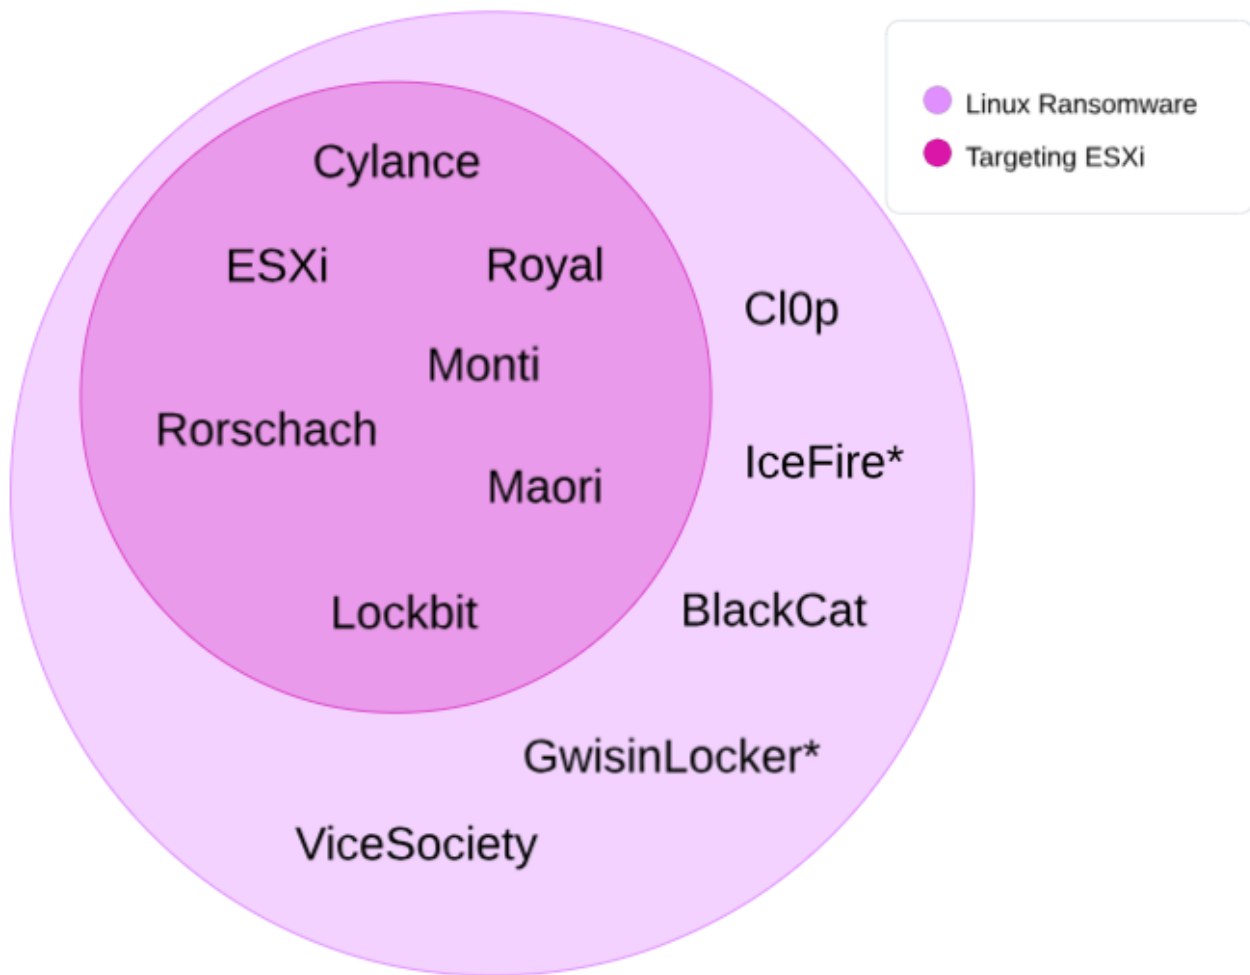 Linux Ransomware
Targeting ESXi
Cylance
ESXi
Royal
Cl0p
Monti
Rorschach
IceFire*
Maori
Lockbit
BlackCat
GwisinLocker*
ViceSociety